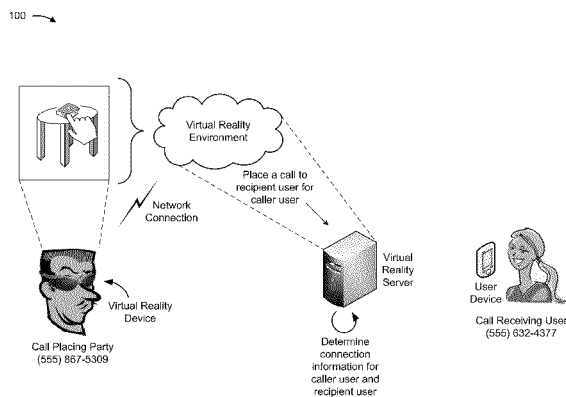 100
Virtual Reality
Environment
Place a call to
recipient user for
caller user
Network
Connection
Virtual
Reality
Server
User
Device
Virtual Reality
Device
Call Placing Party
(555) 867-5309
Call Receiving User
(555) 632-4377
Determine
connection
information for
caller user and
recipient user